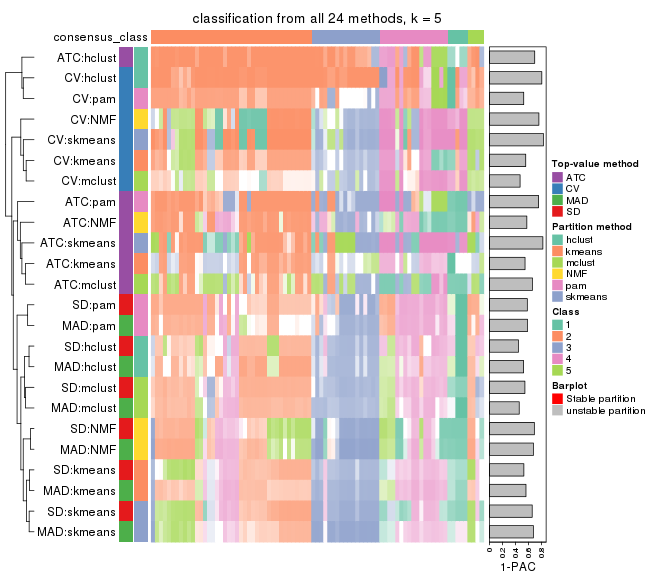 classification from all 24 methods, k = 5
consensus_class
ATC:hclust
CV:hclust
CV:pam
CV:NMF
CV:skmeans
CV:kmeans
CV:mclust
ATC:pam
ATC:NMF
ATC:skmeans
ATC:kmeans
ATC:mclust
SD:pam
MAD:pam
SD:hclust
MAD:hclust
SD:mclust
MAD:mclust
SD:NMF
MAD:NMF
SD:kmeans
MAD:kmeans
SD:skmeans
MAD:skmeans
0
0.2
0.4
0.6
0.8
1-PAC
Top-value method
ATC
CV
MAD
SD
Partition method
hclust
kmeans
mclust
NMF
pam
skmeans
Class
1
2
3
4
5
Barplot
Stable partition
unstable partition